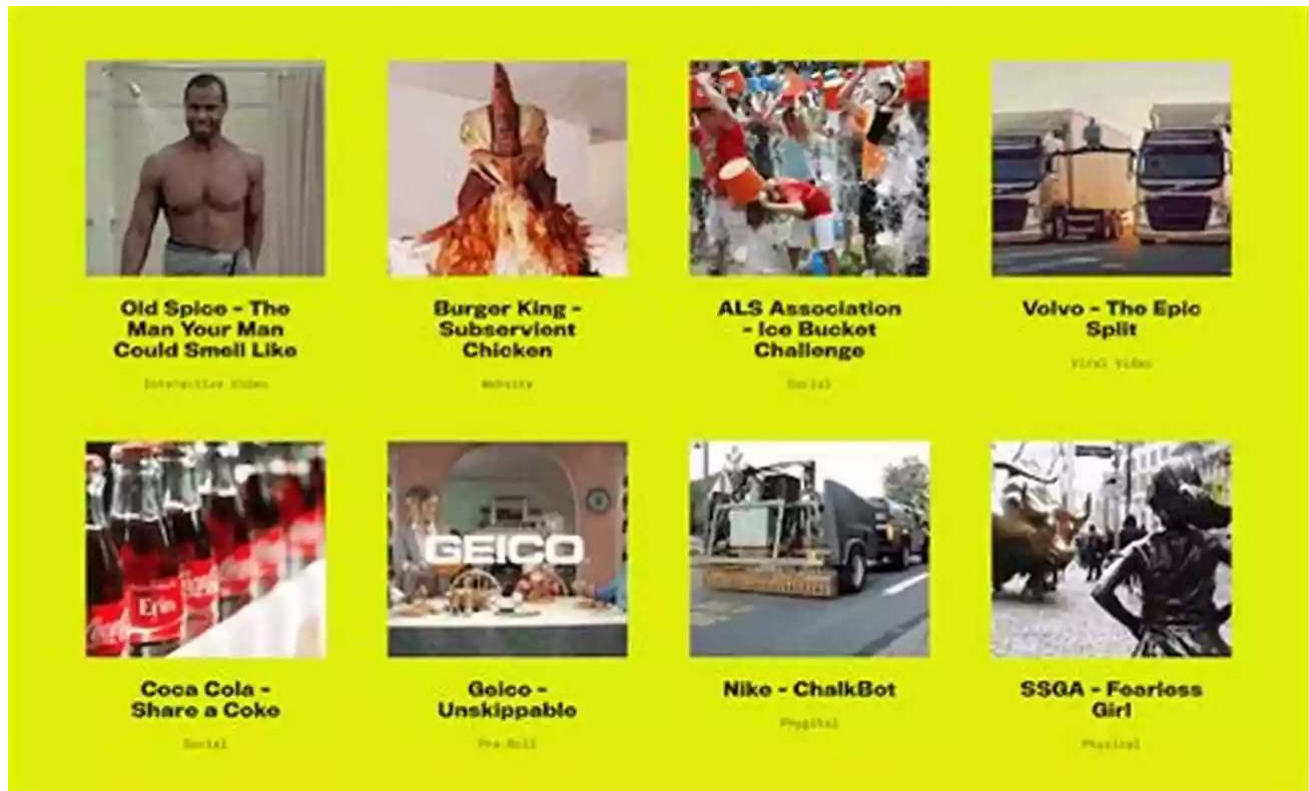 Old Spice - The
Man Your Man
Could Smell Like
Interactive Video
Burger King -
Subservient
Chicken
Website
ALS Association
- Ice Bucket
Challenge
Social
Volvo - The Epic
Split
Viral Video
Erin
Coca Cola -
Share a Coke
Social
GEICO
Geico -
Unskippable
Pre Roll
Nike - ChalkBot
Phygital
SSGA - Fearless
Girl
Physical